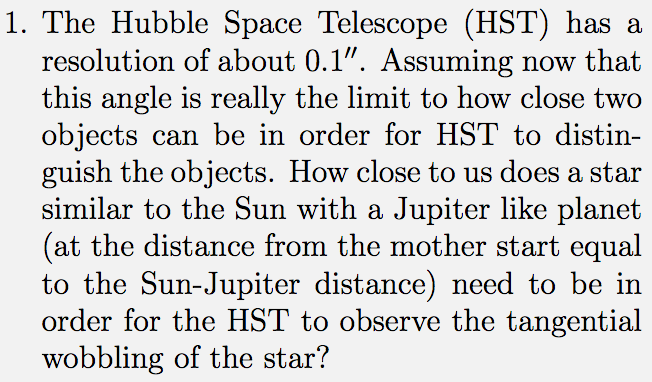 1. The Hubble Space Telescope (HST) has a
resolution of about 0.1″. Assuming now that
this angle is really the limit to how close two
objects can be in order for HST to distin-
guish the objects. How close to us does a star
similar to the Sun with a Jupiter like planet
(at the distance from the mother start equal
to the Sun-Jupiter distance) need to be in
order for the HST to observe the tangential
wobbling of the star?